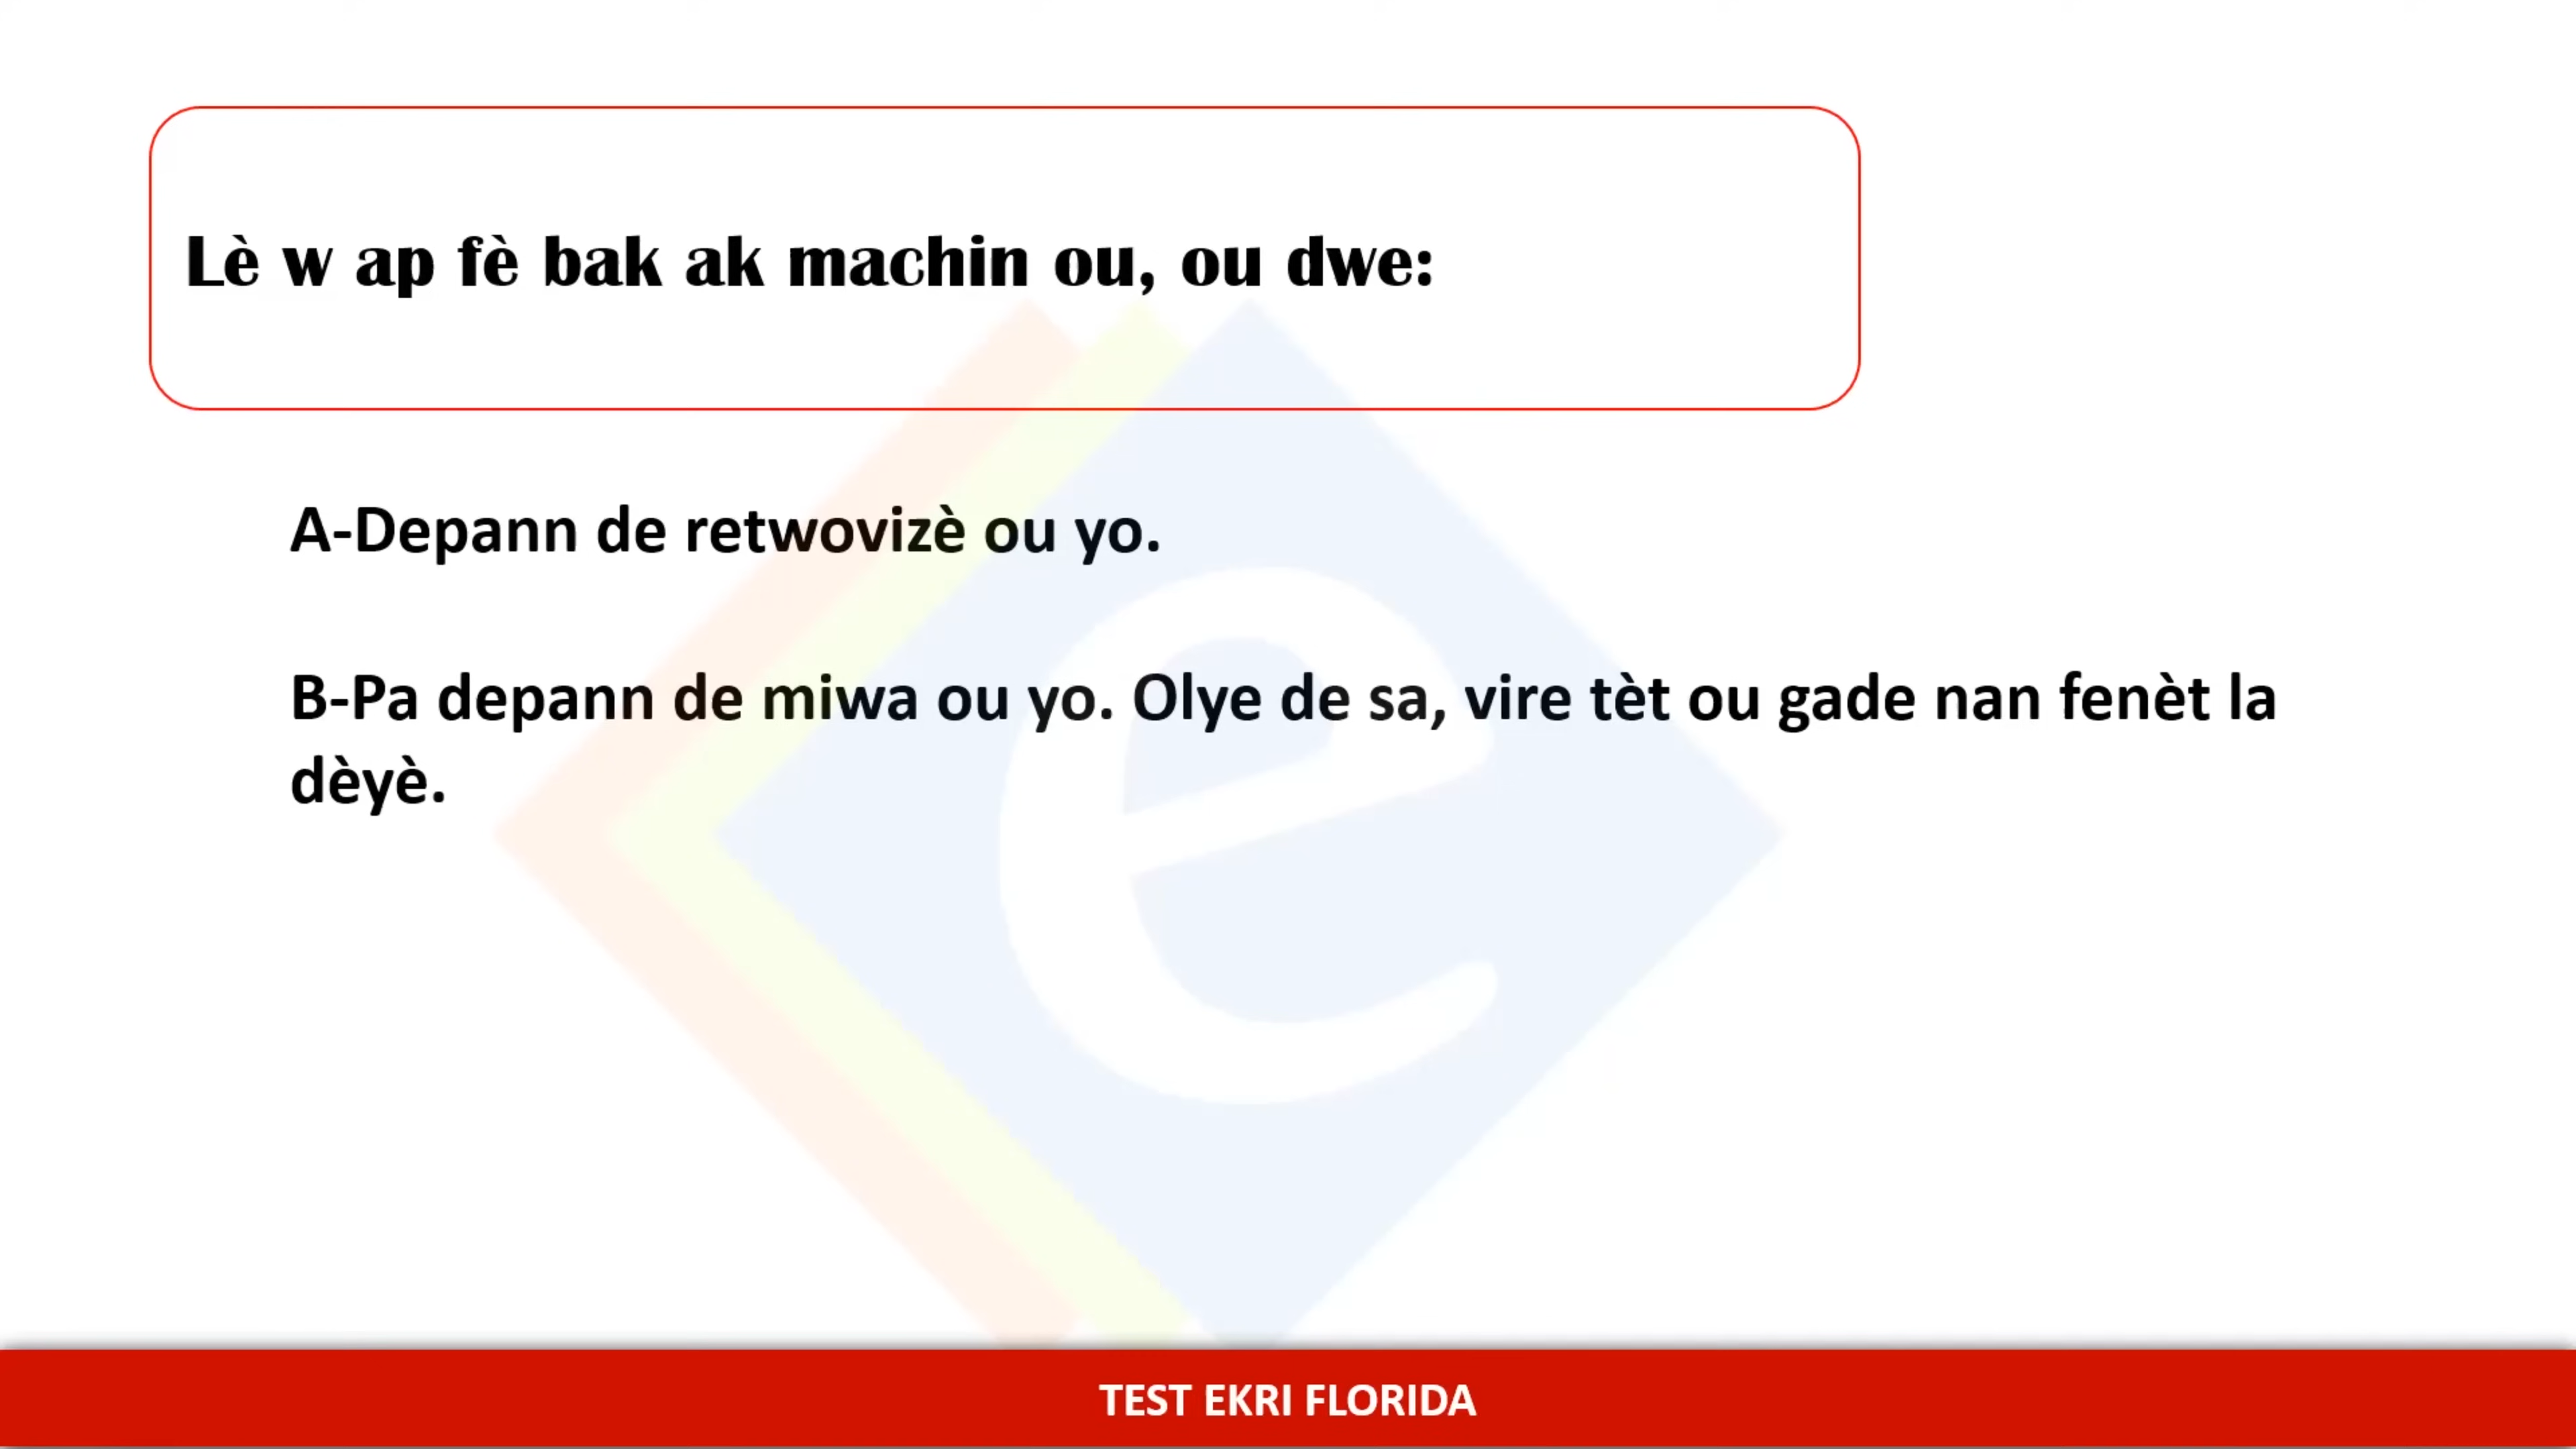 Lè w ap fè bak ak machin ou, ou dwe:
A-Depann de retwovizè ou yo.
B-Pa depann de miwa ou yo. Olye de sa, vire tèt ou gade nan fenèt la
dèyè.
e
TEST EKRI FLORIDA